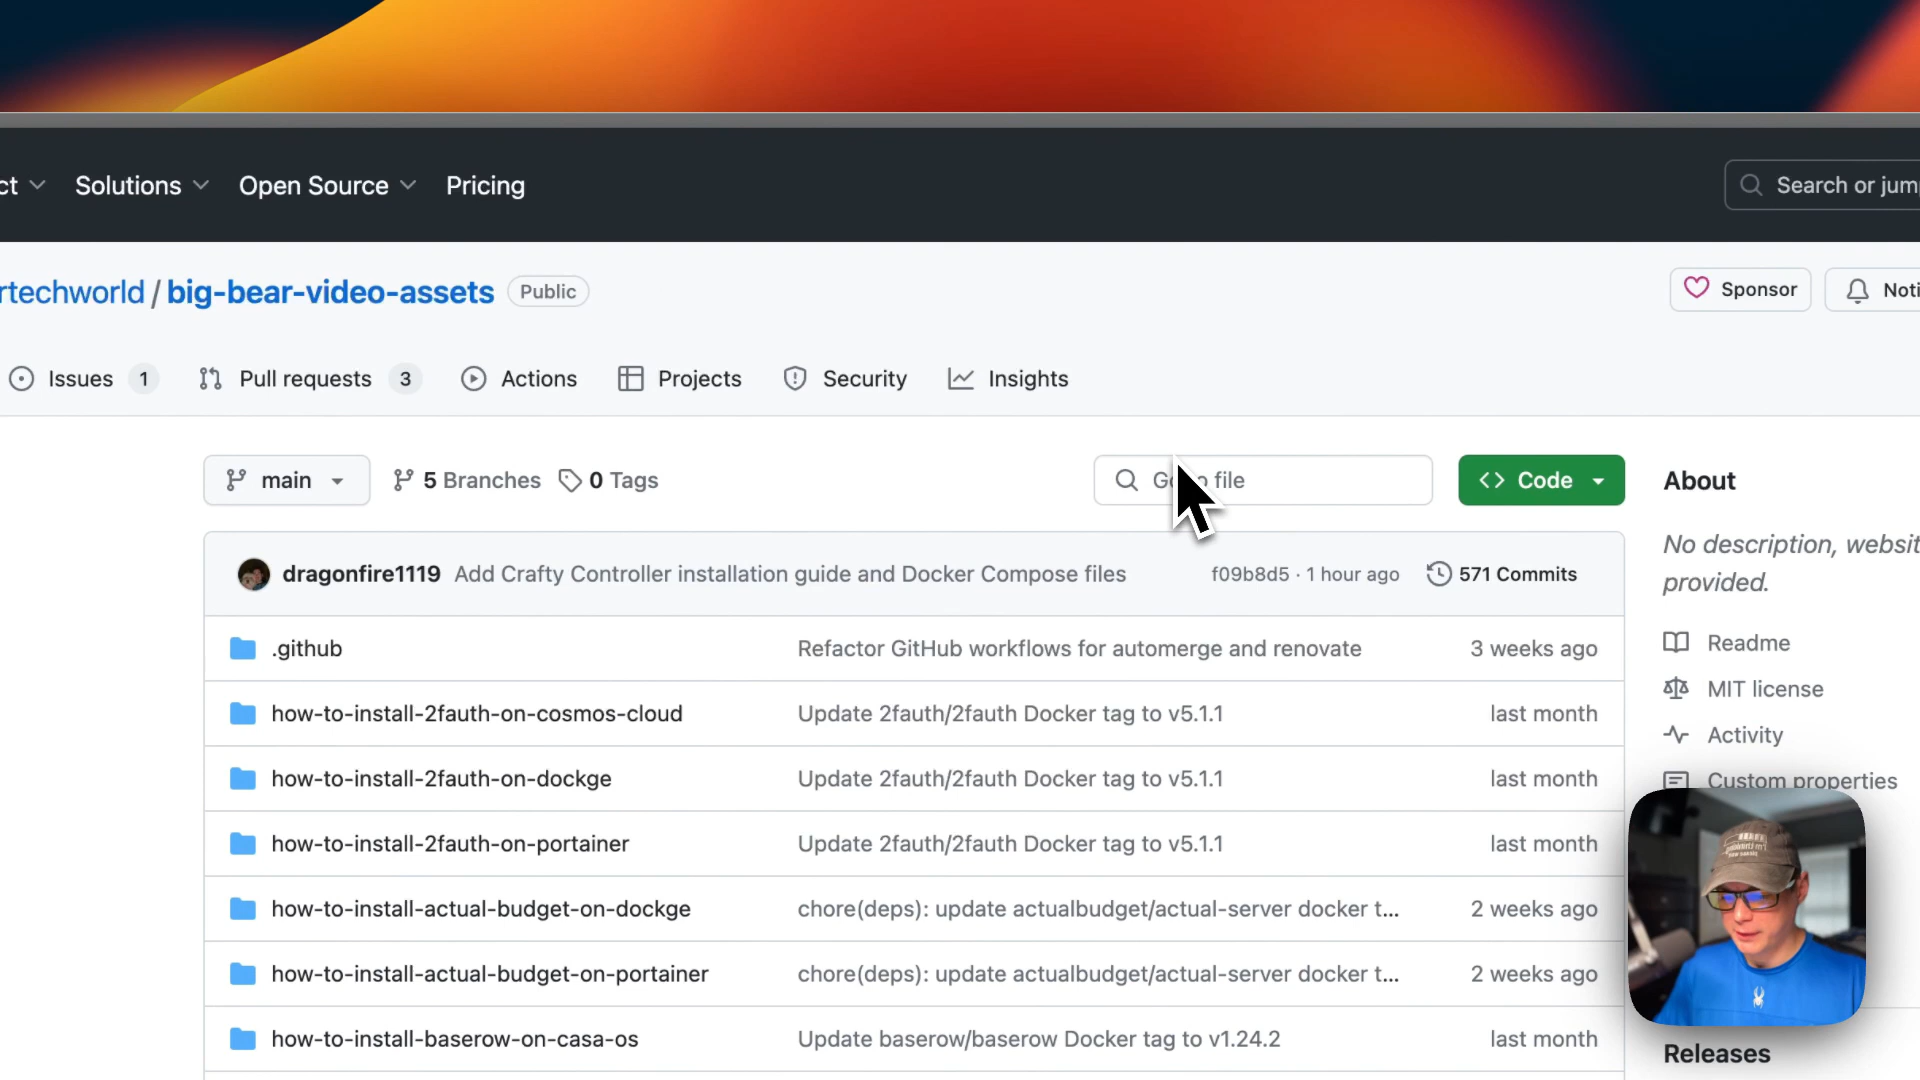 ct Solutions Open Source Pricing Search or jum
rtechworld / big-bear-video-assets Public Sponsor Noti
Issues 1 Pull requests 3 Actions Projects Security Insights
main 5 Branches 0 Tags Go file Code About
No description, websit
provided.
dragonfire1119 Add Crafty Controller installation guide and Docker Compose files f09b8d5 · 1 hour ago 571 Commits
.github Refactor GitHub workflows for automerge and renovate 3 weeks ago Readme
how-to-install-2fauth-on-cosmos-cloud Update 2fauth/2fauth Docker tag to v5.1.1 last month MIT license
Activity
how-to-install-2fauth-on-dockge Update 2fauth/2fauth Docker tag to v5.1.1 last month Custom properties
how-to-install-2fauth-on-portainer Update 2fauth/2fauth Docker tag to v5.1.1 last month
how-to-install-actual-budget-on-dockge chore(deps): update actualbudget/actual-server docker t... 2 weeks ago
how-to-install-actual-budget-on-portainer chore(deps): update actualbudget/actual-server docker t... 2 weeks ago
how-to-install-baserow-on-casa-os Update baserow/baserow Docker tag to v1.24.2 last month Releases